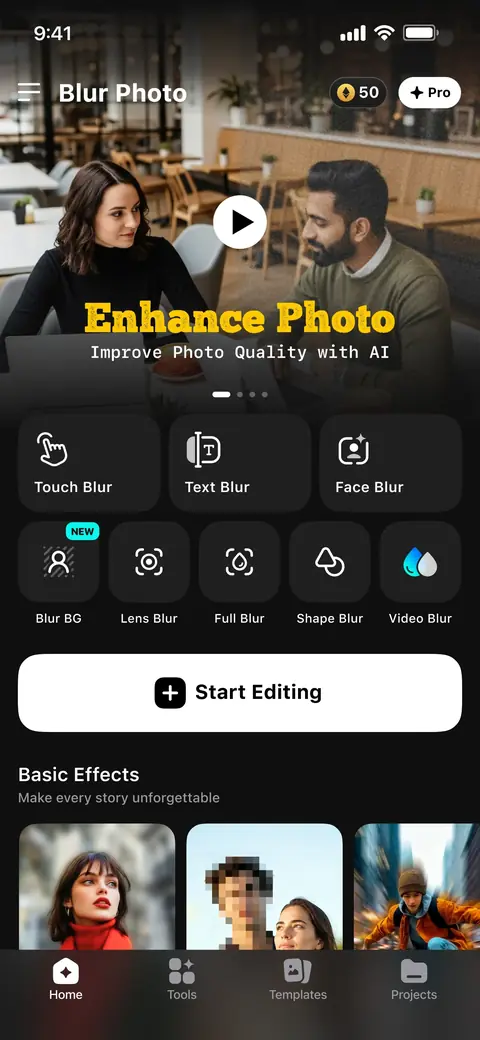 9:41
Blur Photo
50
Pro
Enhance Photo
Improve Photo Quality with AI
Touch Blur
T
Text Blur
Face Blur
NEW
Blur BG
Lens Blur
Full Blur
Shape Blur
Video Blur
Start Editing
Basic Effects
Make every story unforgettable
Home
Tools
Templates
Projects